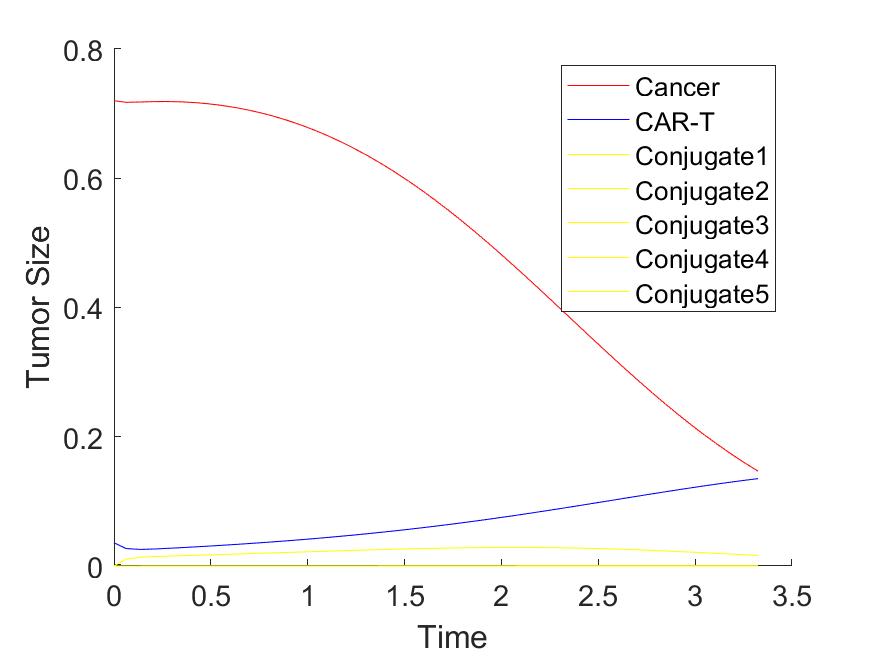 0.8
0.6
0.4
0.2
0
Tumor Size
Cancer
CAR-T
Conjugate1
Conjugate2
Conjugate3
Conjugate4
Conjugate5
0 0.5 1 1.5 2 2.5 3 3.5
Time